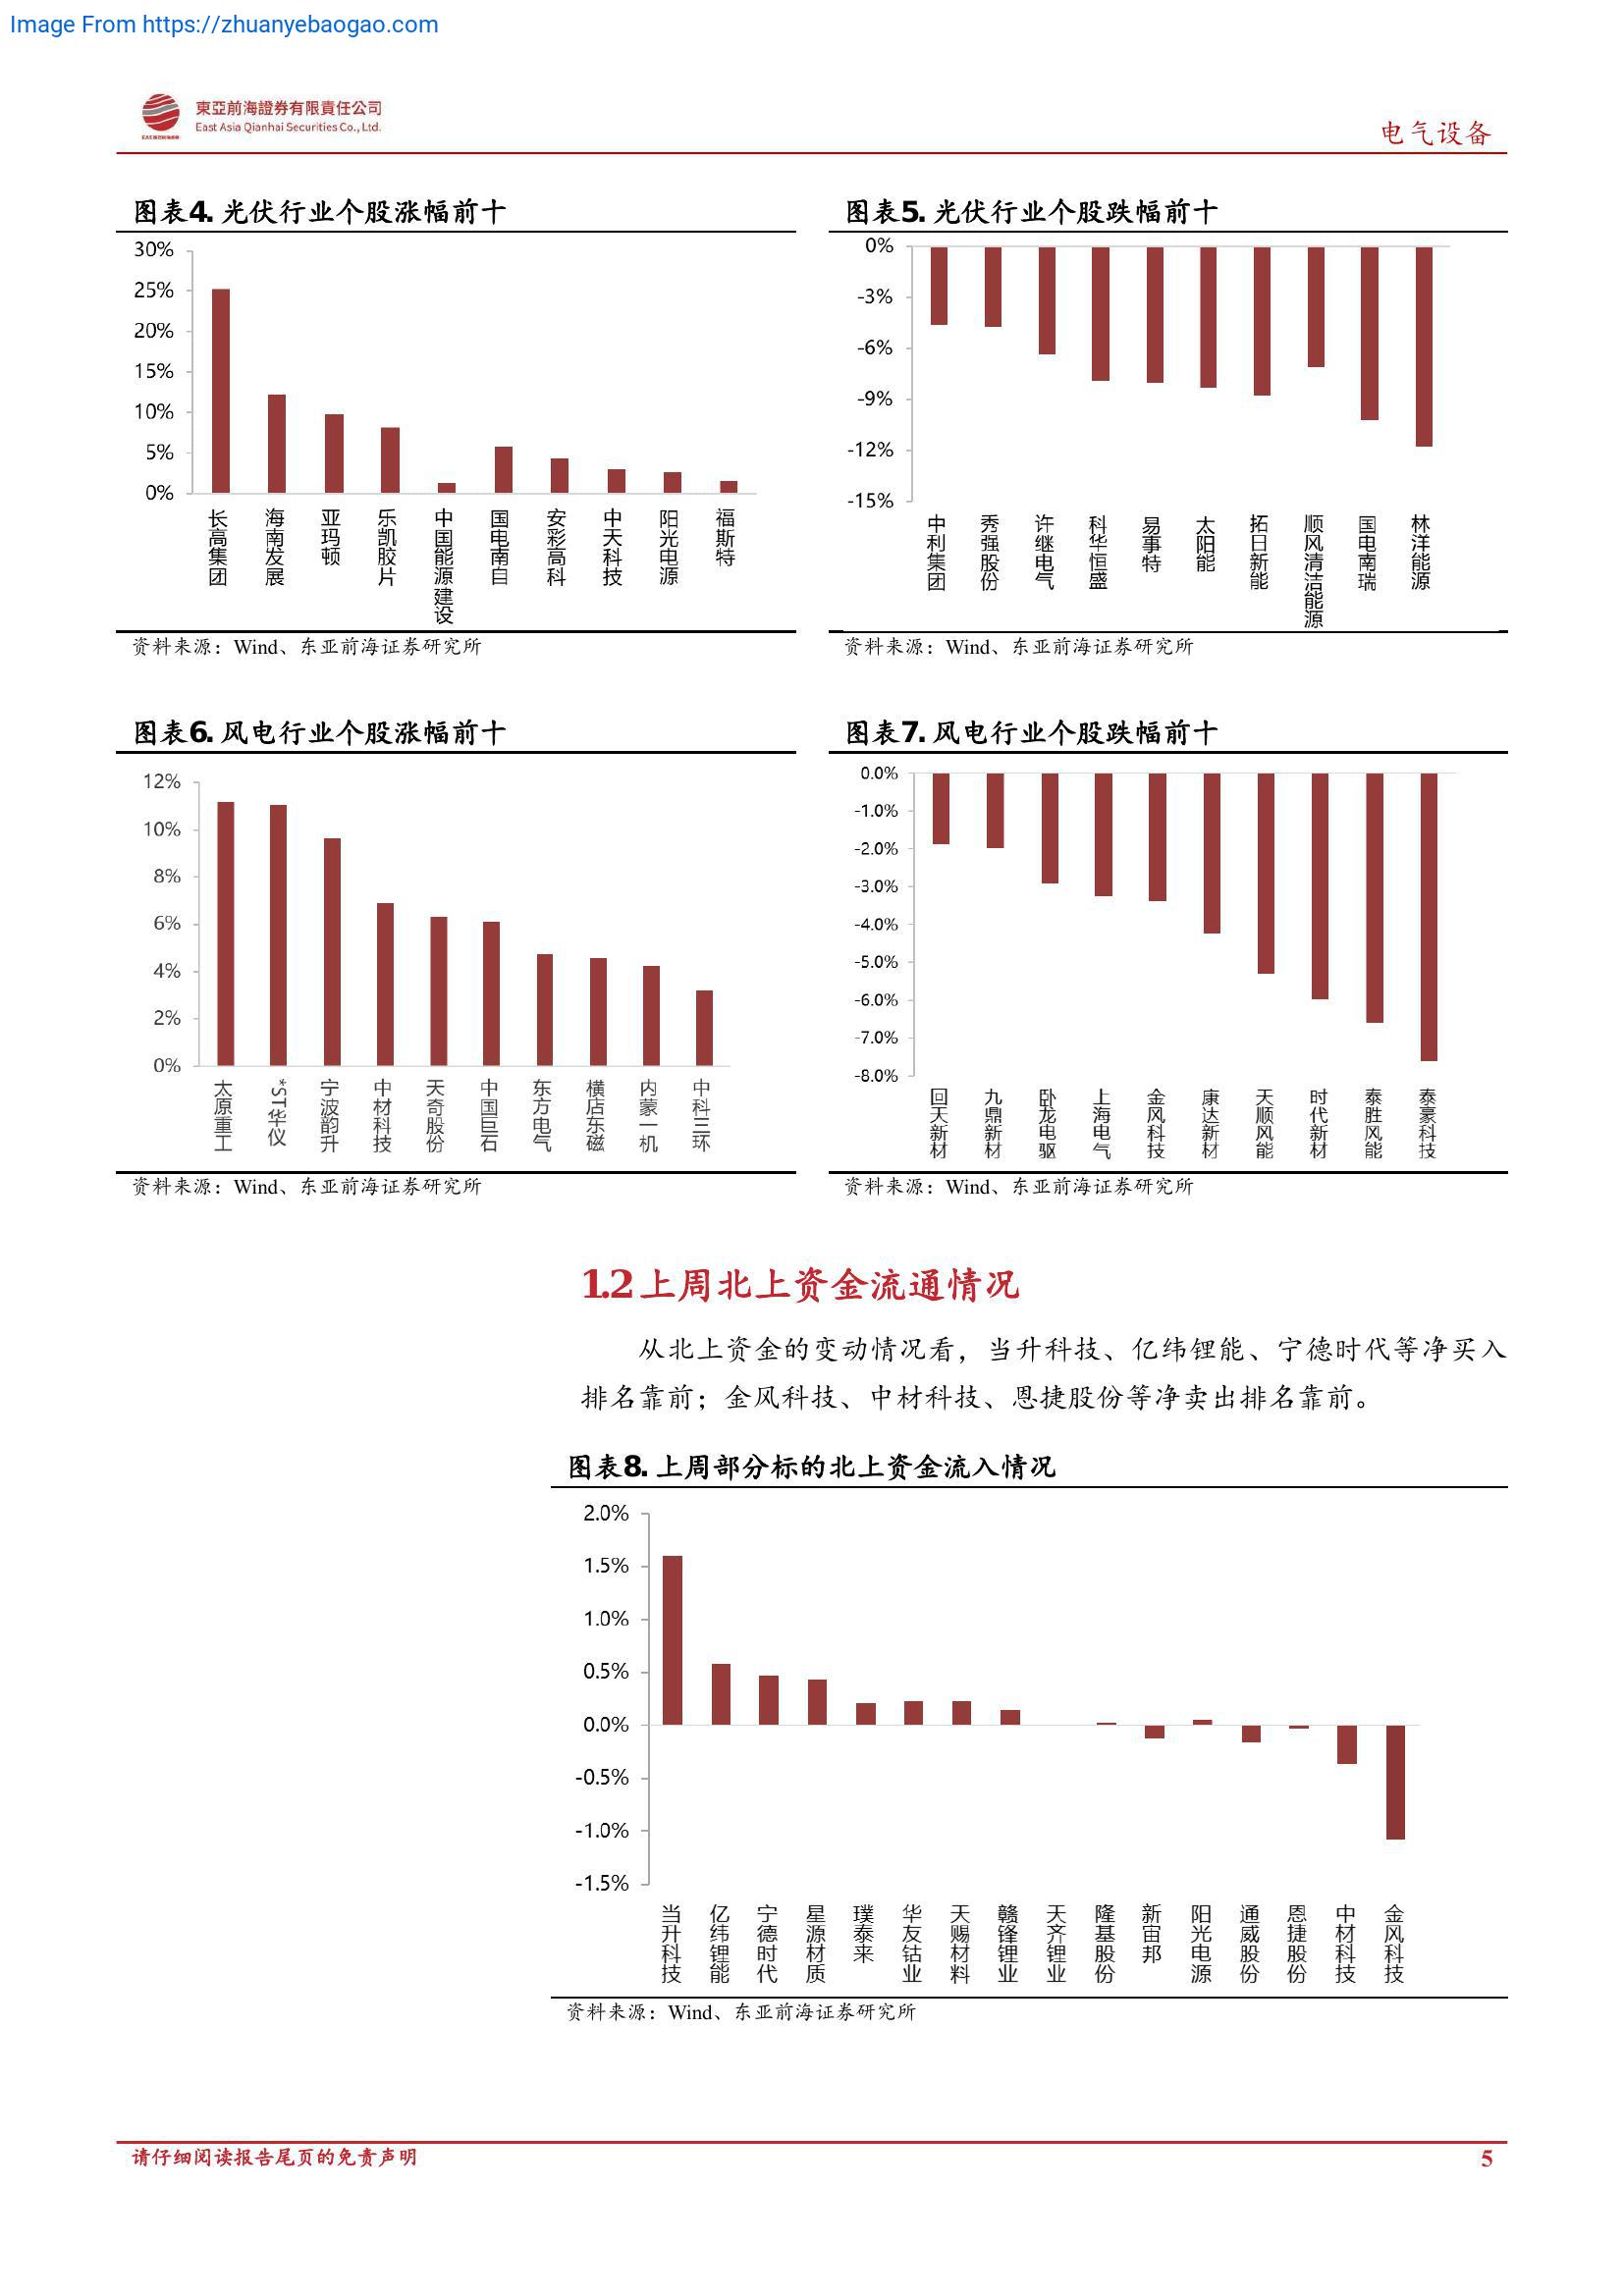 Image From https://zhuanyebaogao.com
東亞前海證券有限責任公司
East Asia Qianhai Securities Co., Ltd.
电气设备
图表4. 光伏行业个股涨幅前十
30%
25%
20%
15%
10%
5%
0%
长高集团
海南发展
亚玛顿
乐凯胶片
中国能源建设
国电南自
安彩高科
中天科技
阳光电源
福斯特
资料来源：Wind、东亚前海证券研究所
图表5. 光伏行业个股跌幅前十
0%
-3%
-6%
-9%
-12%
-15%
中利集团
秀强股份
许继电气
科华恒盛
易事特
太阳能
拓日新能
顺风清洁能源
国电南瑞
林洋能源
资料来源：Wind、东亚前海证券研究所
图表6. 风电行业个股涨幅前十
12%
10%
8%
6%
4%
2%
0%
太原重工
*ST华仪
宁波韵升
中材科技
天奇股份
中国巨石
东方电气
横店东磁
内蒙一机
中科三环
资料来源：Wind、东亚前海证券研究所
图表7. 风电行业个股跌幅前十
0.0%
-1.0%
-2.0%
-3.0%
-4.0%
-5.0%
-6.0%
-7.0%
-8.0%
回天新材
九鼎新材
卧龙电驱
上海电气
金风科技
康达新材
天顺风能
时代新材
泰胜风能
泰豪科技
资料来源：Wind、东亚前海证券研究所
1.2 上周北上资金流通情况
从北上资金的变动情况看，当升科技、亿纬锂能、宁德时代等净买入
排名靠前；金风科技、中材科技、恩捷股份等净卖出排名靠前。
图表8. 上周部分标的北上资金流入情况
2.0%
1.5%
1.0%
0.5%
0.0%
-0.5%
-1.0%
-1.5%
当升科技
亿纬锂能
宁德时代
星源材质
璞泰来
华友钴业
天赐材料
赣锋锂业
天齐锂业
隆基股份
新宙邦
阳光电源
通威股份
恩捷股份
中材科技
金风科技
资料来源：Wind、东亚前海证券研究所
请仔细阅读报告尾页的免责声明
5